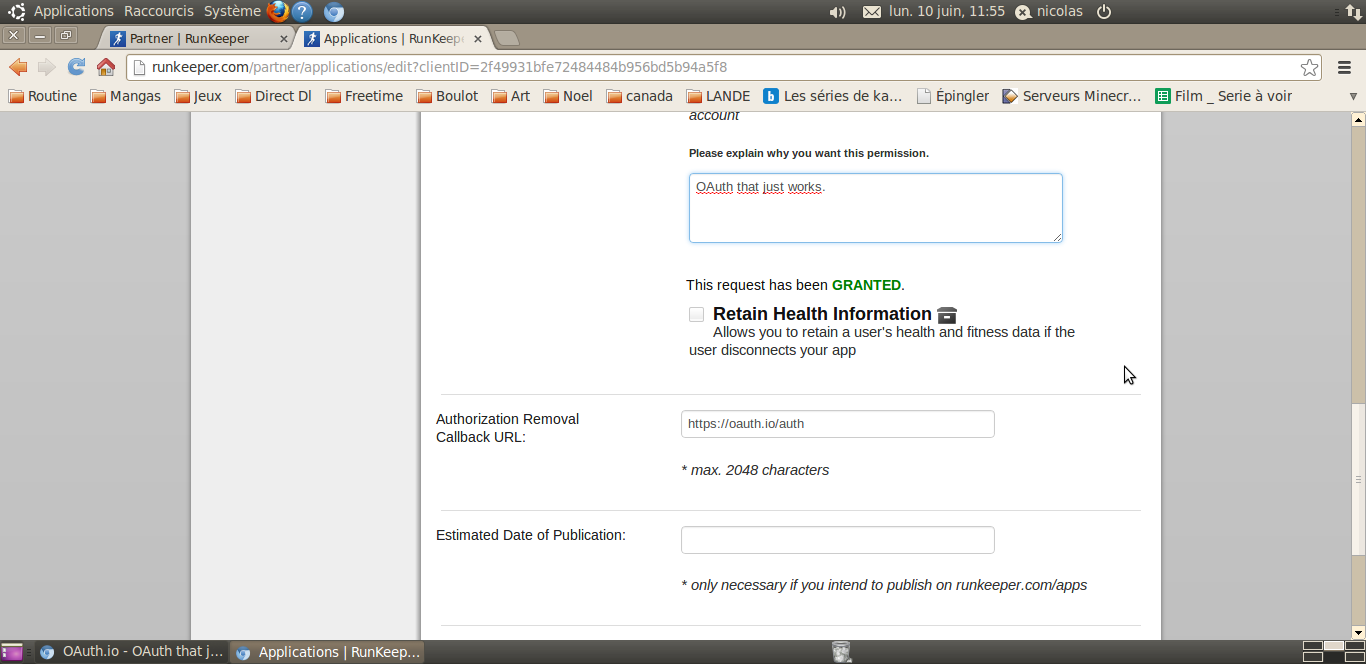 Applications Raccourcis Système lun. 10 juin, 11:55 nicolas
Partner | RunKeeper Applications | RunKeepe
runkeeper.com/partner/applications/edit?clientID=2f49931bfe72484484b956bd5b94a5f8
Routine Mangas Jeux Direct Dl Freetime Boulot Art Noel canada LANDE Les séries de ka... Épingler Serveurs Minecr... Film _ Serie à voir
account
Please explain why you want this permission.
OAuth that just works.
This request has been GRANTED.
Retain Health Information
Allows you to retain a user's health and fitness data if the
user disconnects your app
Authorization Removal
Callback URL:
https://oauth.io/auth
* max. 2048 characters
Estimated Date of Publication:
* only necessary if you intend to publish on runkeeper.com/apps
OAuth.io - OAuth that j... Applications | RunKeep...